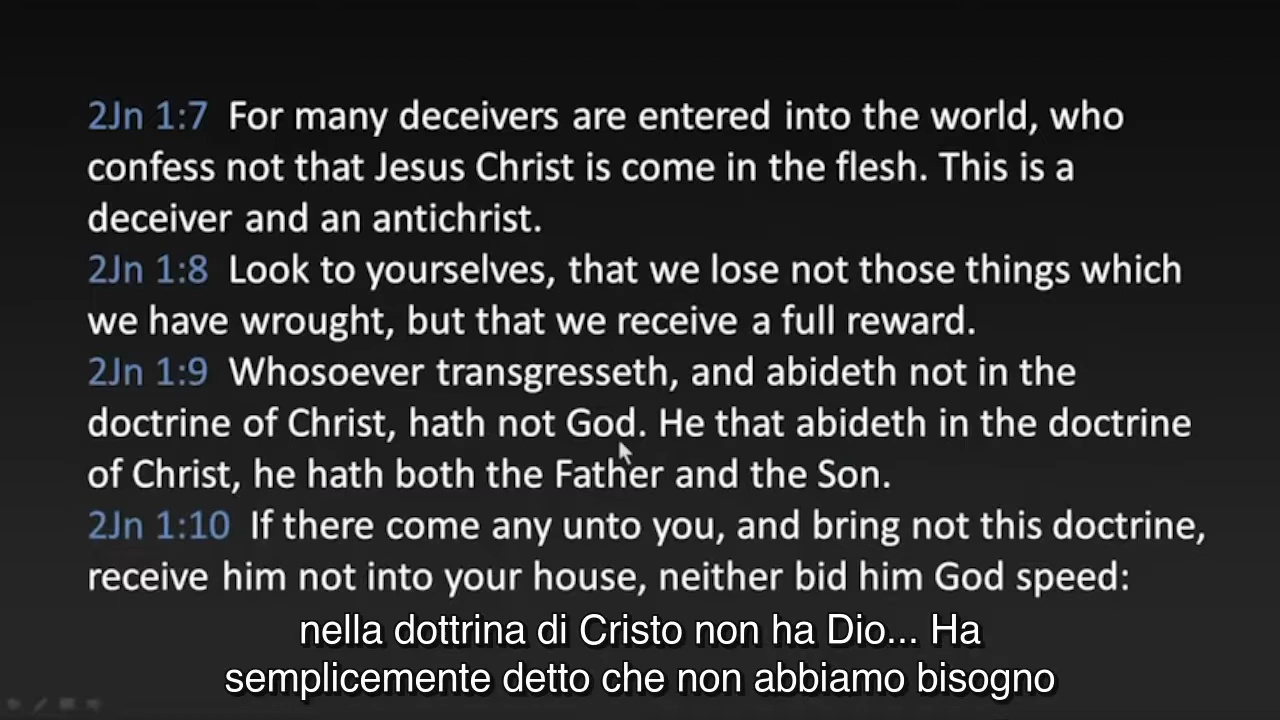 2Jn 1:7 For many deceivers are entered into the world, who
confess not that Jesus Christ is come in the flesh. This is a
deceiver and an antichrist.
2Jn 1:8 Look to yourselves, that we lose not those things which
we have wrought, but that we receive a full reward.
2Jn 1:9 Whosoever transgresseth, and abideth not in the
doctrine of Christ, hath not God. He that abideth in the doctrine
of Christ, he hath both the Father and the Son.
2Jn 1:10 If there come any unto you, and bring not this doctrine,
receive him not into your house, neither bid him God speed:
nella dottrina di Cristo non ha Dio... Ha
semplicemente detto che non abbiamo bisogno